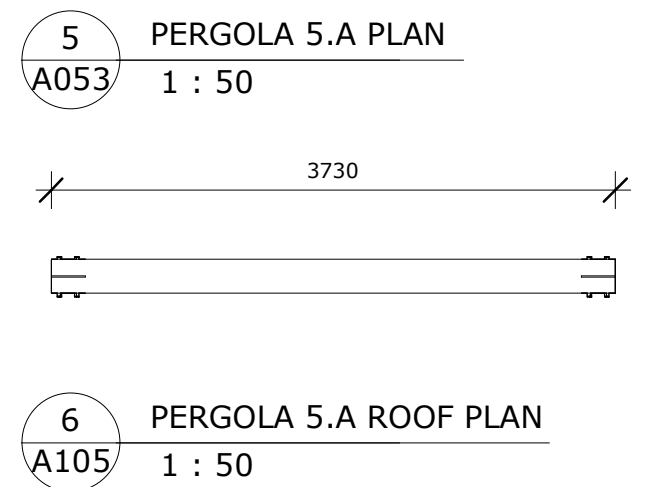 5 PERGOLA 5.A PLAN
A053 1 : 50
3730
6 PERGOLA 5.A ROOF PLAN
A105 1 : 50